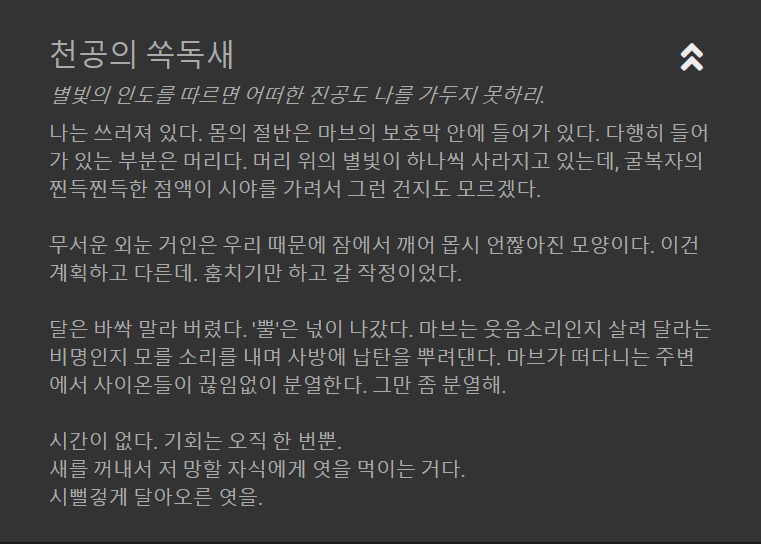 천공의 쏙독새
별빛의 인도를 따르면 어떠한 진공도 나를 가두지 못하리.
나는 쓰러져 있다. 몸의 절반은 마브의 보호막 안에 들어가 있다. 다행히 들어
가 있는 부분은 머리다. 머리 위의 별빛이 하나씩 사라지고 있는데, 굴복자의
찐득찐득한 점액이 시야를 가려서 그런 건지도 모르겠다.
무서운 외눈 거인은 우리 때문에 잠에서 깨어 몹시 언짢아진 모양이다. 이건
계획하고 다른데. 훔치기만 하고 갈 작정이었다.
달은 바싹 말라 버렸다. '뿔'은 넋이 나갔다. 마브는 웃음소리인지 살려 달라는
비명인지 모를 소리를 내며 사방에 납탄을 뿌려댄다. 마브가 떠다니는 주변
에서 사이온들이 끊임없이 분열한다. 그만 좀 분열해.
시간이 없다. 기회는 오직 한 번뿐.
새를 꺼내서 저 망할 자식에게 엿을 먹이는 거다.
시뻘겋게 달아오른 엿을.